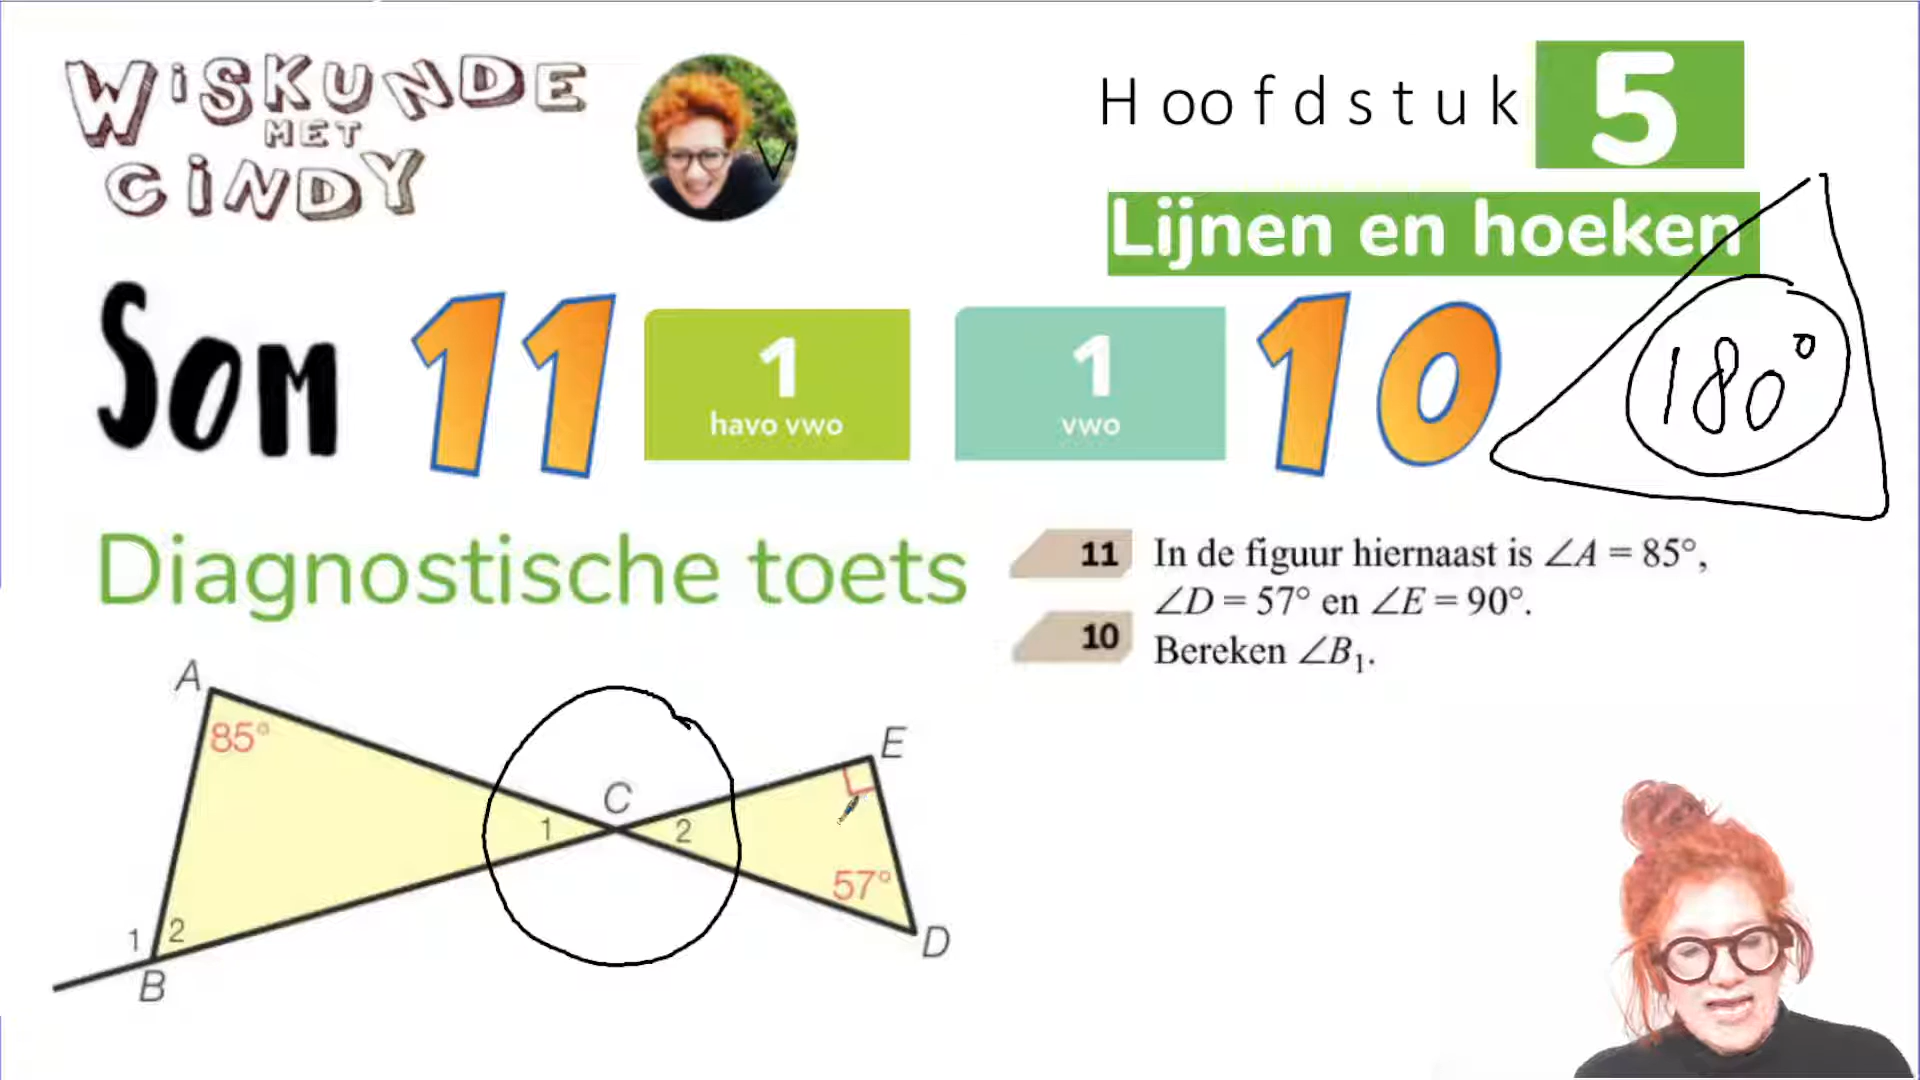 WiSKUNDE
MET
CiNDY
V
Hoofdstuk 5
Lijnen en hoeken
180°
Som 11
1
havo vwo
1
vwo
10
Diagnostische toets
11 In de figuur hiernaast is ∠A = 85°,
∠D = 57° en ∠E = 90°.
10 Bereken ∠B₁.
A
85°
E
C
1
2
57°
1
2
D
B